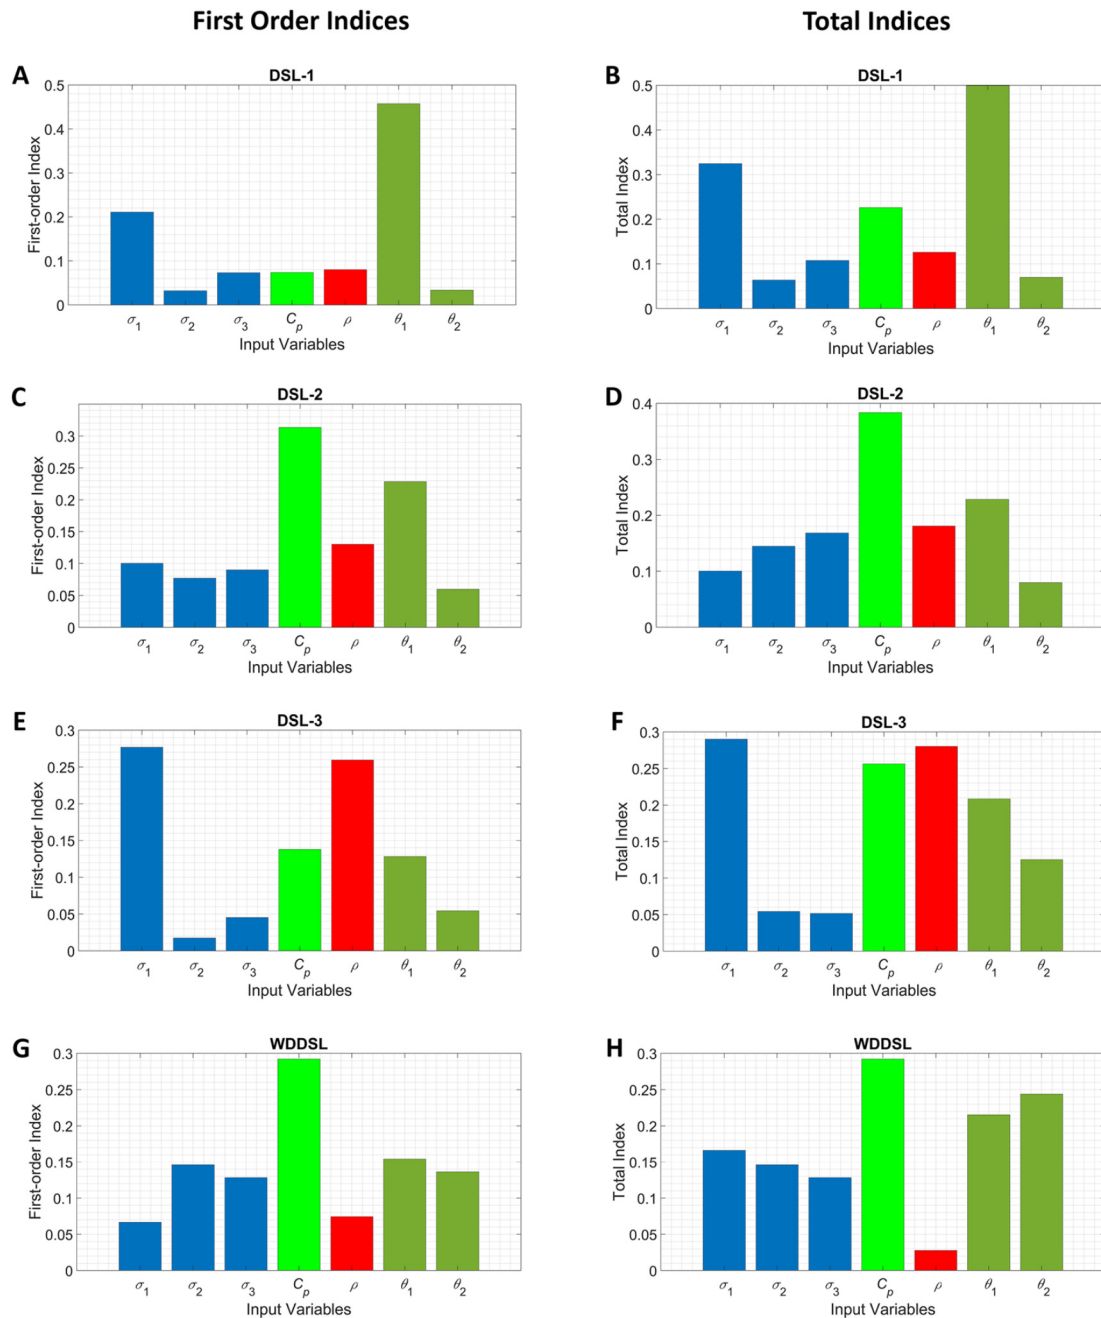 First Order Indices
Total Indices
A
DSL-1
0.5
0.4
0.3
0.2
0.1
0
First-order Index
σ1 σ2 σ3 Cp ρ θ1 θ2
Input Variables
B
DSL-1
0.5
0.4
0.3
0.2
0.1
0
Total Index
σ1 σ2 σ3 Cp ρ θ1 θ2
Input Variables
C
DSL-2
0.3
0.25
0.2
0.15
0.1
0.05
0
First-order Index
σ1 σ2 σ3 Cp ρ θ1 θ2
Input Variables
D
DSL-2
0.4
0.3
0.2
0.1
0
Total Index
σ1 σ2 σ3 Cp ρ θ1 θ2
Input Variables
E
DSL-3
0.3
0.25
0.2
0.15
0.1
0.05
0
First-order Index
σ1 σ2 σ3 Cp ρ θ1 θ2
Input Variables
F
DSL-3
0.3
0.25
0.2
0.15
0.1
0.05
0
Total Index
σ1 σ2 σ3 Cp ρ θ1 θ2
Input Variables
G
WDDSL
0.3
0.25
0.2
0.15
0.1
0.05
0
First-order Index
σ1 σ2 σ3 Cp ρ θ1 θ2
Input Variables
H
WDDSL
0.3
0.25
0.2
0.15
0.1
0.05
0
Total Index
σ1 σ2 σ3 Cp ρ θ1 θ2
Input Variables